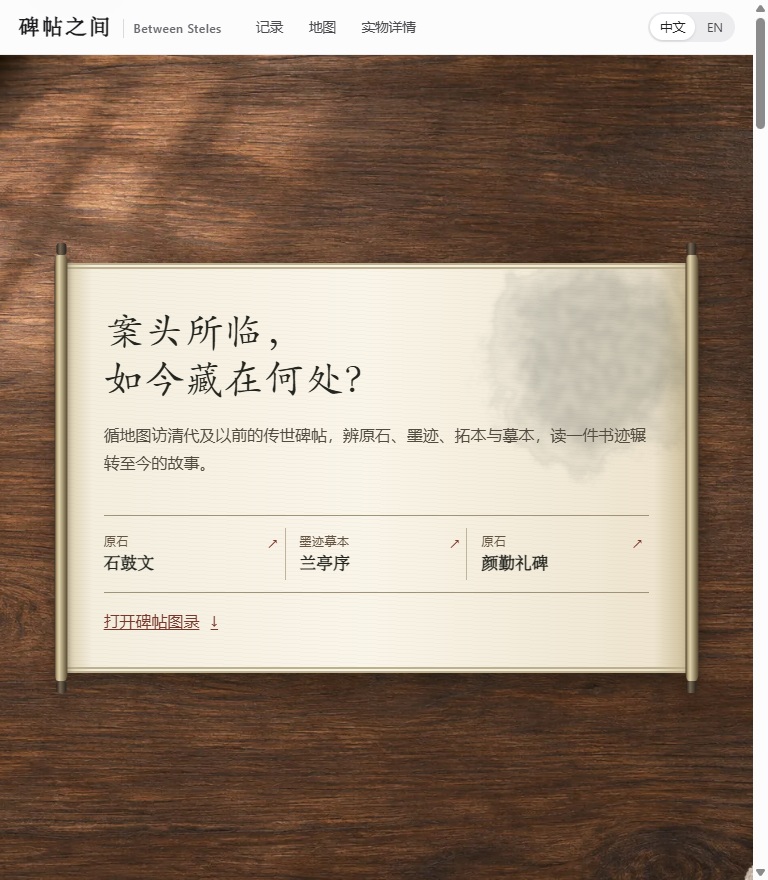 碑帖之间 Between Steles 记录 地图 实物详情 中文 EN
案头所临，
如今藏在何处？
循地图访清代及以前的传世碑帖，辨原石、墨迹、拓本与摹本，读一件书迹辗
转至今的故事。
原石 ↗ 墨迹摹本 ↗ 原石 ↗
石鼓文 兰亭序 颜勤礼碑
打开碑帖图录 ↓